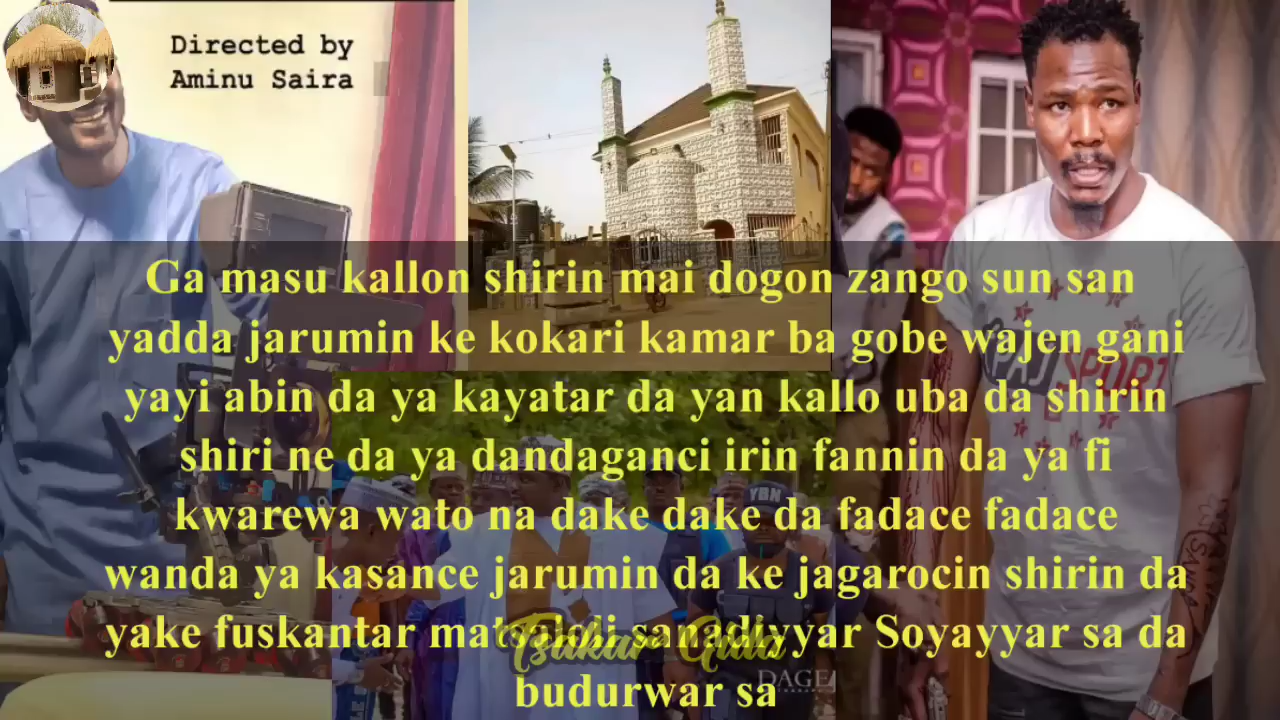 Directed by
Aminu Saira
Ga masu kallon shirin mai dogon zango sun san
yadda jarumin ke kokari kamar ba gobe wajen gani
yayi abin da ya kayatar da yan kallo uba da shirin
shiri ne da ya dandaganci irin fannin da ya fi
kwarewa wato na dake dake da fadace fadace
wanda ya kasance jarumin da ke jagarocin shirin da
yake fuskantar matsaloli sanadiyyar Soyayyar sa da
budurwar sa
SPORT
YBN
DAGE